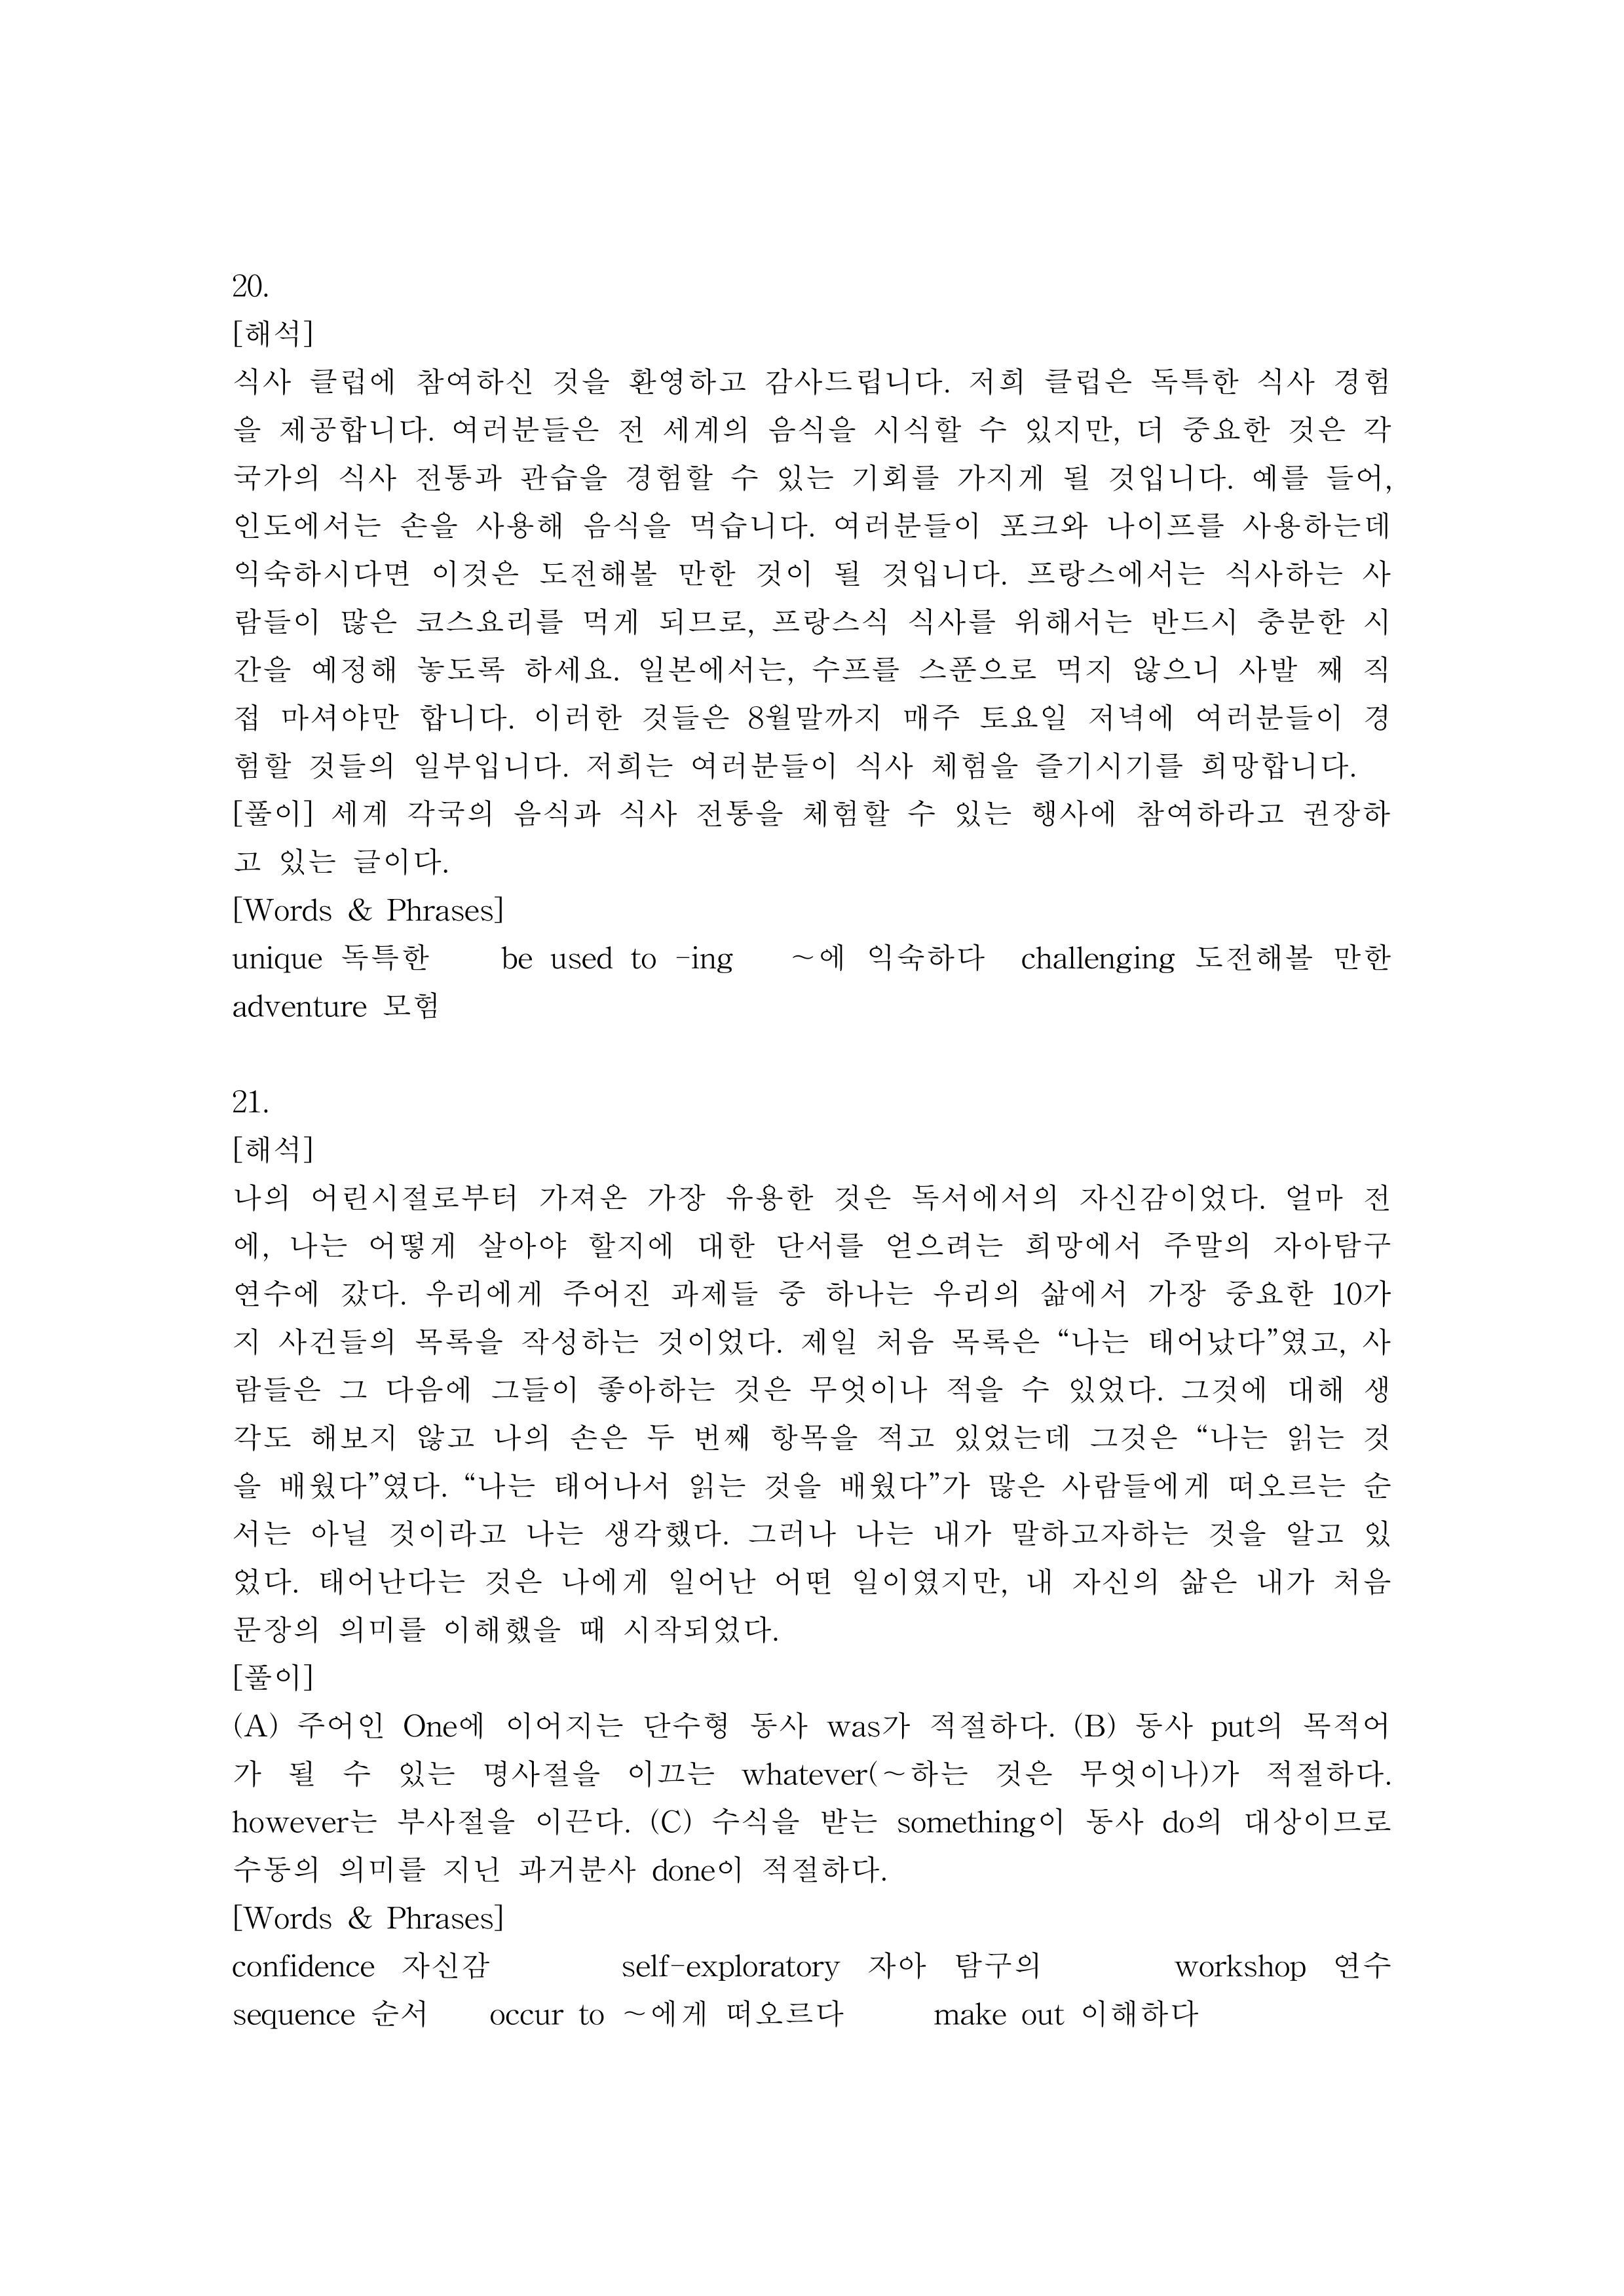 20.
[해석]
식사 클럽에 참여하신 것을 환영하고 감사드립니다. 저희 클럽은 독특한 식사 경험
을 제공합니다. 여러분들은 전 세계의 음식을 시식할 수 있지만, 더 중요한 것은 각
국가의 식사 전통과 관습을 경험할 수 있는 기회를 가지게 될 것입니다. 예를 들어,
인도에서는 손을 사용해 음식을 먹습니다. 여러분들이 포크와 나이프를 사용하는데
익숙하시다면 이것은 도전해볼 만한 것이 될 것입니다. 프랑스에서는 식사하는 사
람들이 많은 코스요리를 먹게 되므로, 프랑스식 식사를 위해서는 반드시 충분한 시
간을 예정해 놓도록 하세요. 일본에서는, 수프를 스푼으로 먹지 않으니 사발 째 직
접 마셔야만 합니다. 이러한 것들은 8월말까지 매주 토요일 저녁에 여러분들이 경
험할 것들의 일부입니다. 저희는 여러분들이 식사 체험을 즐기시기를 희망합니다.
[풀이] 세계 각국의 음식과 식사 전통을 체험할 수 있는 행사에 참여하라고 권장하
고 있는 글이다.
[Words & Phrases]
unique 독특한 be used to -ing ~에 익숙하다 challenging 도전해볼 만한
adventure 모험
21.
[해석]
나의 어린시절로부터 가져온 가장 유용한 것은 독서에서의 자신감이었다. 얼마 전
에, 나는 어떻게 살아야 할지에 대한 단서를 얻으려는 희망에서 주말의 자아탐구
연수에 갔다. 우리에게 주어진 과제들 중 하나는 우리의 삶에서 가장 중요한 10가
지 사건들의 목록을 작성하는 것이었다. 제일 처음 목록은 “나는 태어났다”였고, 사
람들은 그 다음에 그들이 좋아하는 것은 무엇이나 적을 수 있었다. 그것에 대해 생
각도 해보지 않고 나의 손은 두 번째 항목을 적고 있었는데 그것은 “나는 읽는 것
을 배웠다”였다. “나는 태어나서 읽는 것을 배웠다”가 많은 사람들에게 떠오르는 순
서는 아닐 것이라고 나는 생각했다. 그러나 나는 내가 말하고자하는 것을 알고 있
었다. 태어난다는 것은 나에게 일어난 어떤 일이였지만, 내 자신의 삶은 내가 처음
문장의 의미를 이해했을 때 시작되었다.
[풀이]
(A) 주어인 One에 이어지는 단수형 동사 was가 적절하다. (B) 동사 put의 목적어
가 될 수 있는 명사절을 이끄는 whatever(~하는 것은 무엇이나)가 적절하다.
however는 부사절을 이끈다. (C) 수식을 받는 something이 동사 do의 대상이므로
수동의 의미를 지닌 과거분사 done이 적절하다.
[Words & Phrases]
confidence 자신감 self-exploratory 자아 탐구의 workshop 연수
sequence 순서 occur to ~에게 떠오르다 make out 이해하다